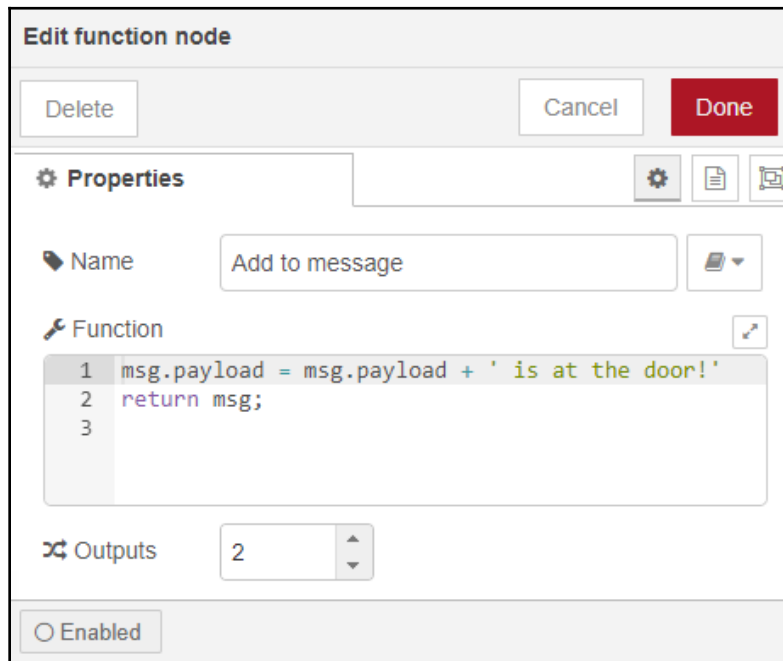 Edit function node
Delete Cancel Done
Properties
Name Add to message
Function
1 msg.payload = msg.payload + ' is at the door!'
2 return msg;
3
Outputs 2
Enabled